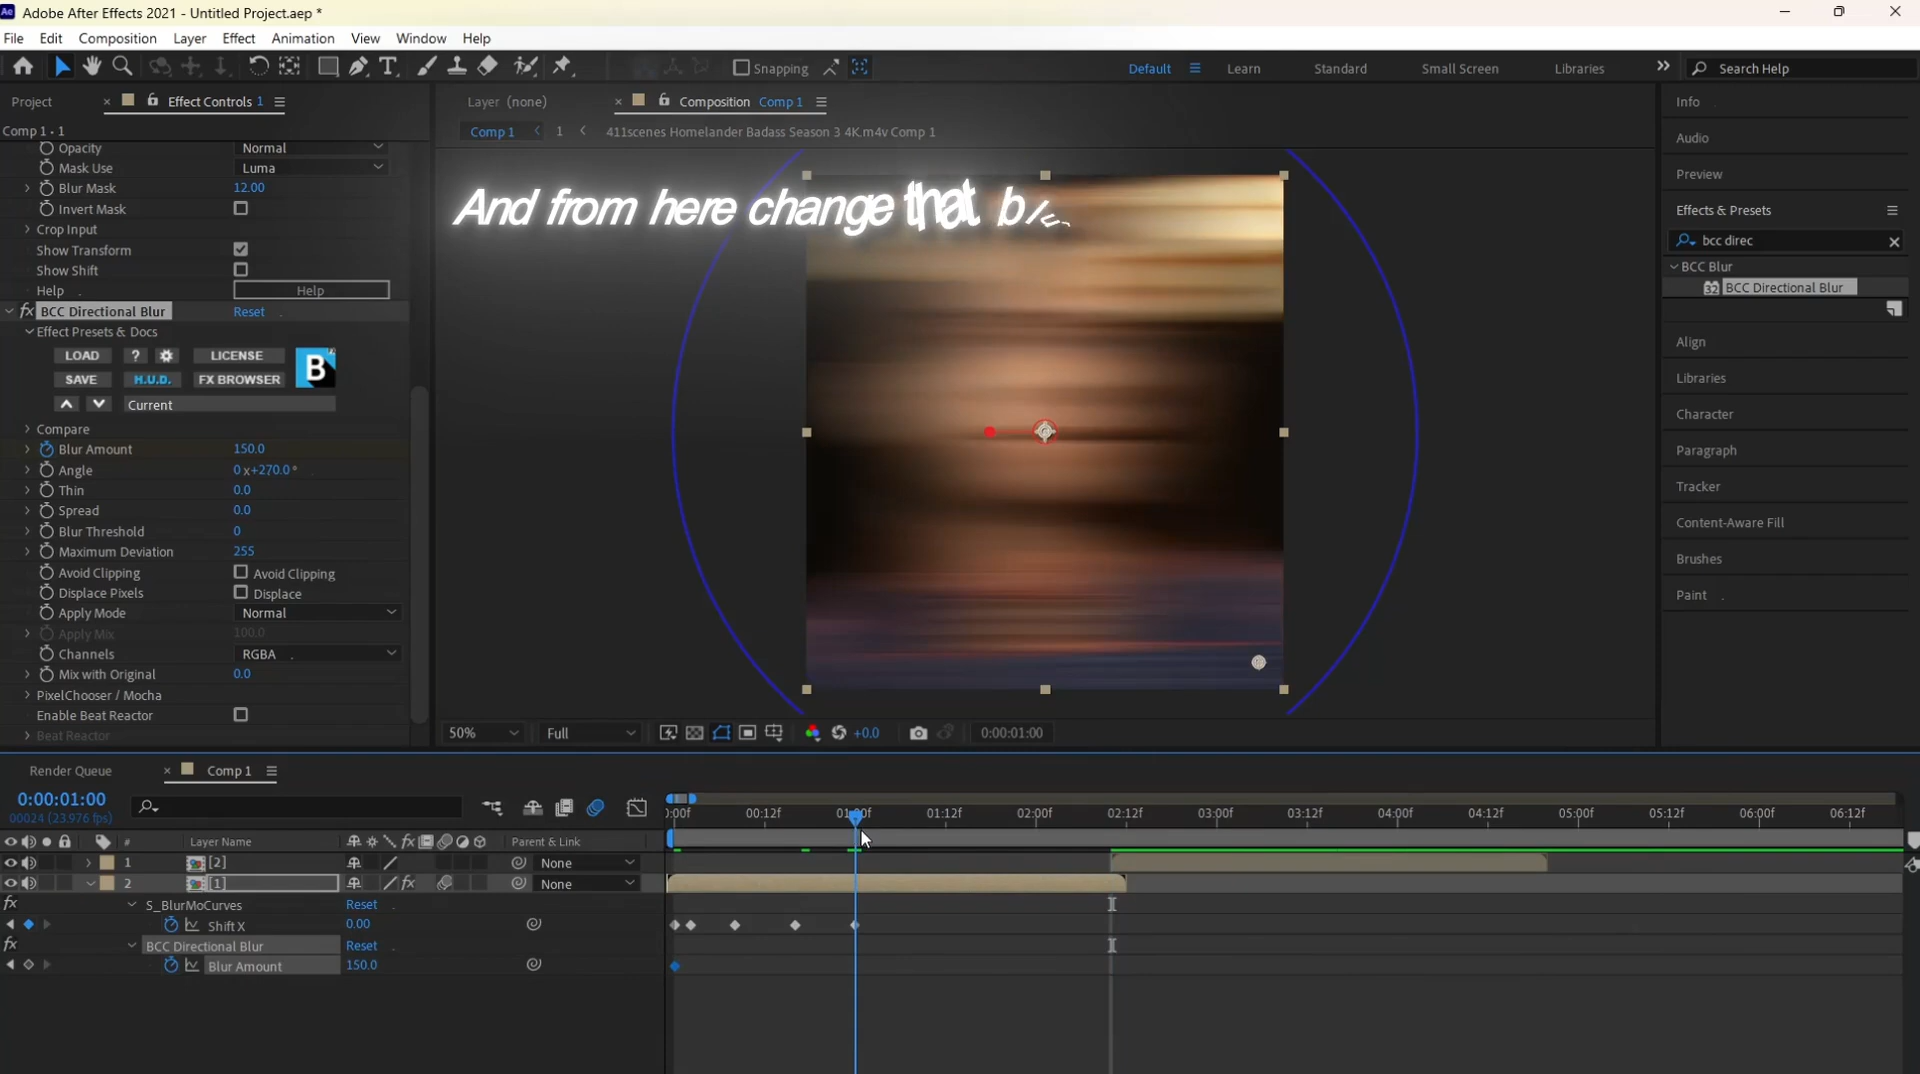 Adobe After Effects 2021 - Untitled Project.aep *
File Edit Composition Layer Effect Animation View Window Help
Snapping
Default Learn Standard Small Screen Libraries
Search Help
Project
Effect Controls 1
Layer (none)
Composition Comp 1
Info
Comp 1 • 1
Comp 1 1 411scenes Homelander Badass Season 3 4K.m4v Comp 1
Audio
Opacity Normal
Mask Use Luma
Blur Mask 12.00
Invert Mask
Crop Input
Show Transform
Show Shift
Help Help
And from here change that
Preview
Effects & Presets
bcc direc
BCC Blur
32 BCC Directional Blur
BCC Directional Blur Reset
Effect Presets & Docs
LOAD ? LICENSE
SAVE H.U.D. FX BROWSER
B
Current
Compare
Blur Amount 150.0
Angle 0 x+270.0°
Thin 0.0
Spread 0.0
Blur Threshold 0
Maximum Deviation 255
Avoid Clipping Avoid Clipping
Displace Pixels Displace
Apply Mode Normal
Apply Mix 100.0
Channels RGBA
Mix with Original 0.0
PixelChooser / Mocha
Enable Beat Reactor
Beat Reactor
Align
Libraries
Character
Paragraph
Tracker
Content-Aware Fill
Brushes
Paint
50% Full +0.0 0:00:01:00
Render Queue Comp 1
0:00:01:00
00024 (23.976 fps)
00:12f 01:12f 02:00f 02:12f 03:00f 03:12f 04:00f 04:12f 05:00f 05:12f 06:00f 06:12f
# Layer Name Parent & Link
1 [2] None
2 [1] None
S_BlurMoCurves Reset
Shift X 0.00
BCC Directional Blur Reset
Blur Amount 150.0